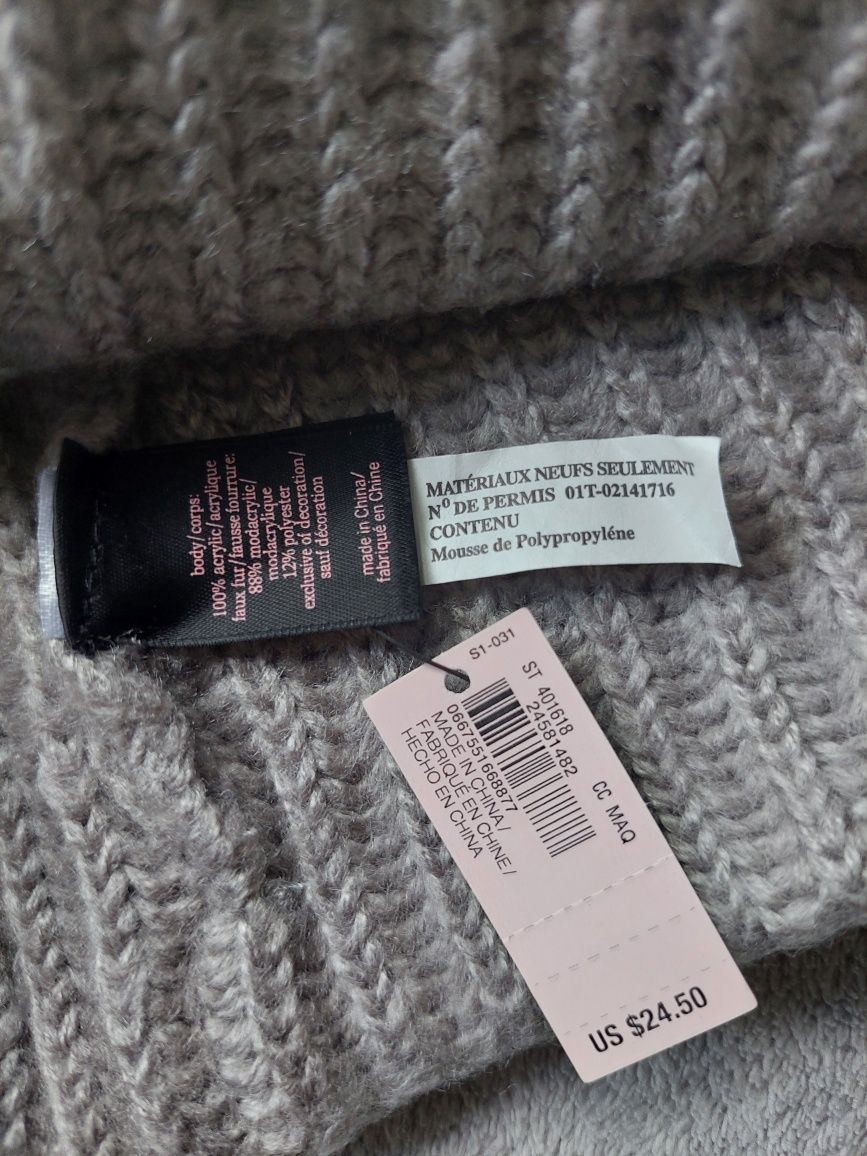 body/corps:
100% acrylic/acrylique
faux fur/fausse fourrure:
88% modacrylic/
modacrylique
12% polyester
exclusive of decoration/
sauf décoration
made in China/
fabriqué en Chine
MATÉRIAUX NEUFS SEULEMENT
Nº DE PERMIS 01T-02141716
CONTENU
Mousse de Polypropyléne
S1-031
ST 401618
24581482
CC MAQ
0667551668877
MADE IN CHINA/
FABRIQUÉ EN CHINE/
HECHO EN CHINA
US $24.50